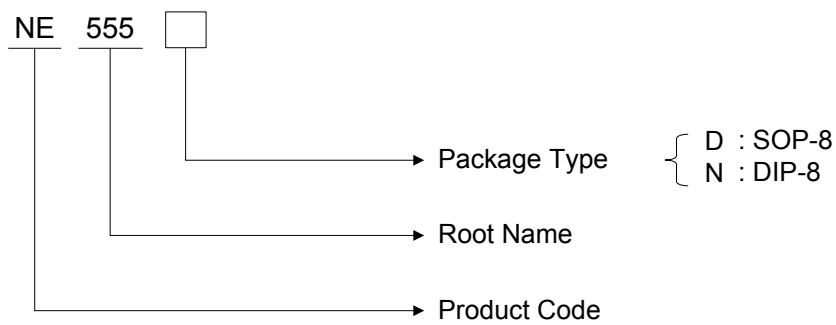 NE 555
Package Type
D : SOP-8
N : DIP-8
Root Name
Product Code